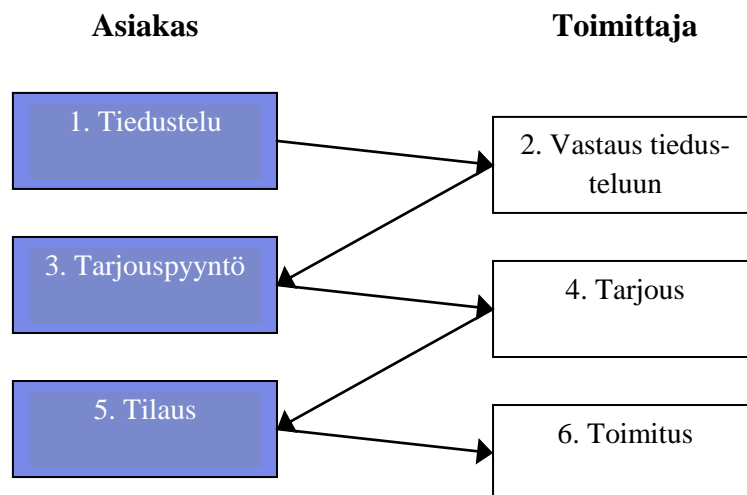 Asiakas
Toimittaja
1. Tiedustelu
2. Vastaus tiedus-
teluun
3. Tarjouspyyntö
4. Tarjous
5. Tilaus
6. Toimitus